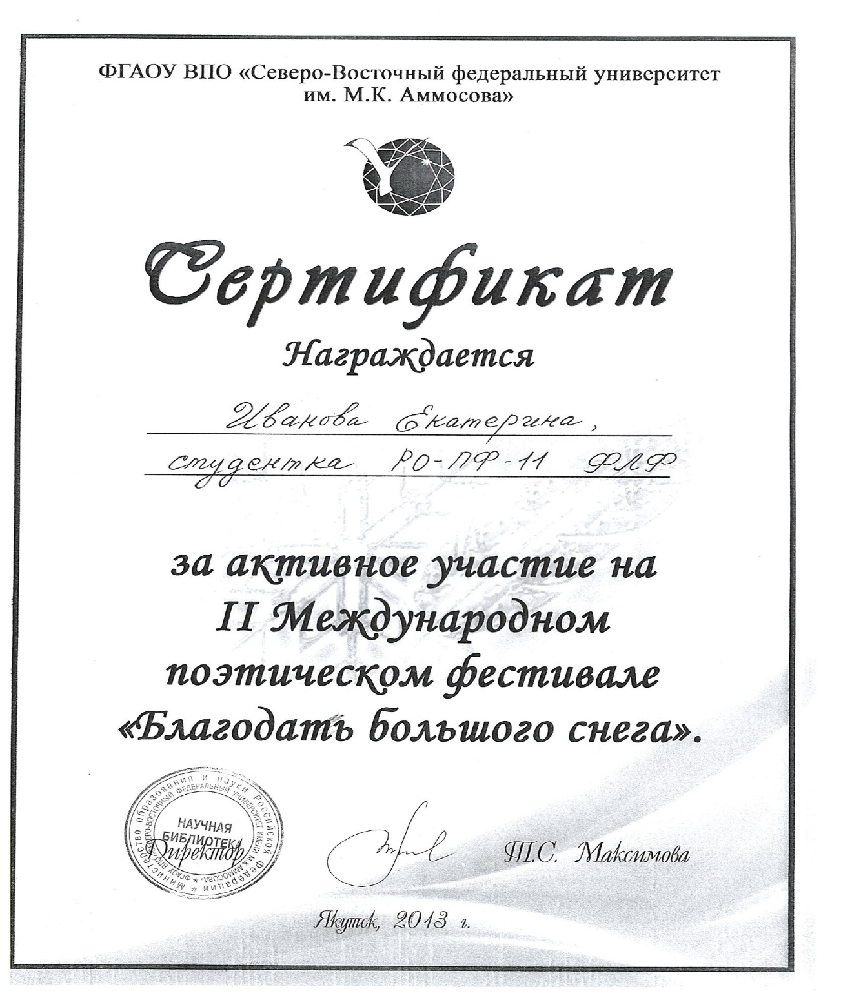 ФГАОУ ВПО «Северо-Восточный федеральный университет
им. М.К. Аммосова»
Сертификат
Награждается
Иванова Екатерина,
студентка РО-ПФ-11 ФЛФ
за активное участие на
II Международном
поэтическом фестивале
«Благодать большого снега».
Министерство образования и науки Российской Федерации *
ФГАОУ ВПО «СЕВЕРО-ВОСТОЧНЫЙ ФЕДЕРАЛЬНЫЙ УНИВЕРСИТЕТ ИМЕНИ М.К.АММОСОВА» *
НАУЧНАЯ
БИБЛИОТЕКА
Директор
Т.С. Максимова
Якутск, 2013 г.